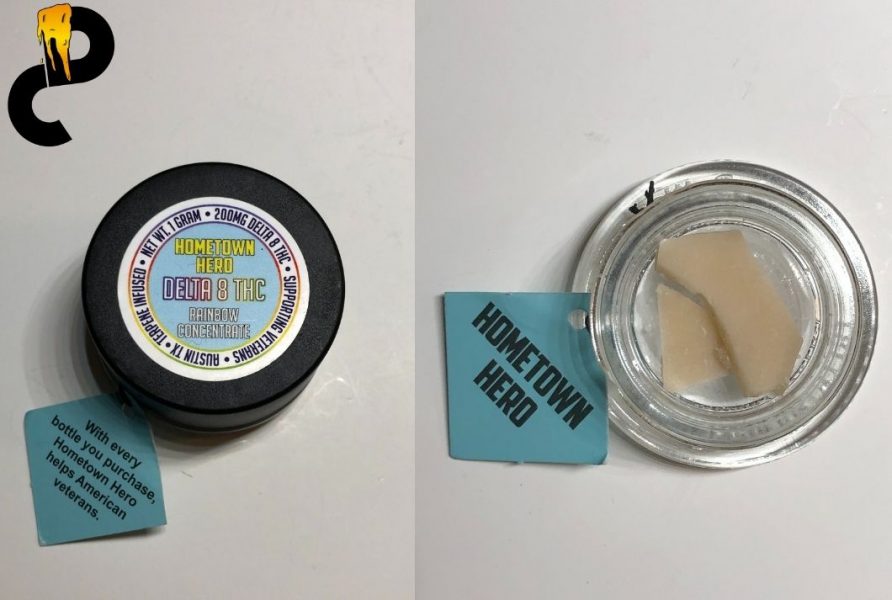 NET WT. 1 GRAM • 200MG DELTA 8 THC • SUPPORTING VETERANS • AUSTIN TX • TERPENE INFUSED •
HOMETOWN
HERO
DELTA 8 THC
RAINBOW
CONCENTRATE
With every
bottle you purchase,
Hometown Hero
helps American
veterans.
HOMETOWN
HERO